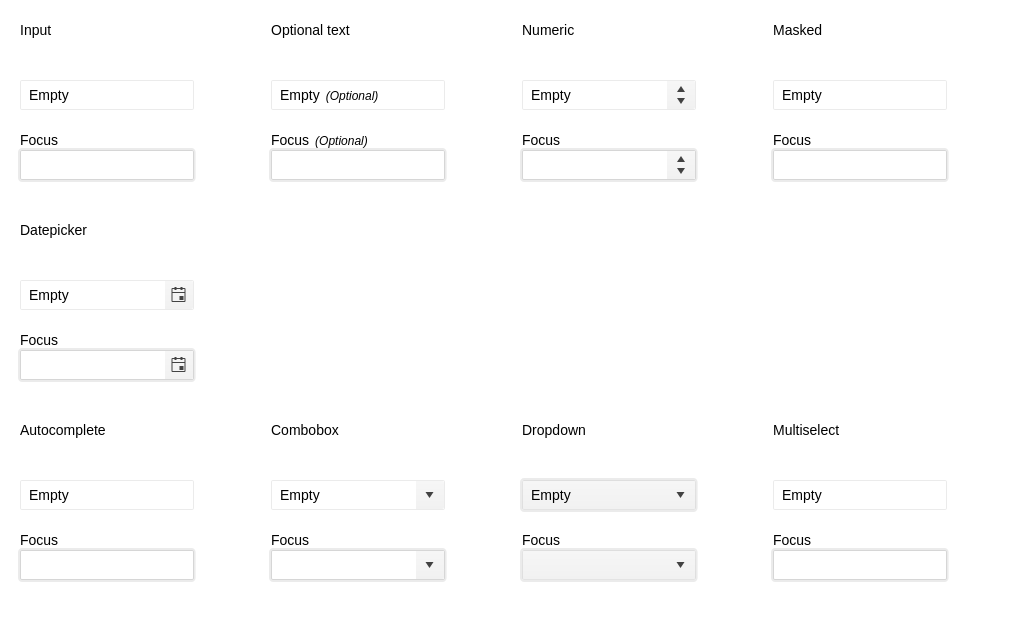 Input Optional text Numeric Masked
Empty Empty (Optional) Empty Empty
Focus Focus (Optional) Focus Focus
Datepicker
Empty
Focus
Autocomplete Combobox Dropdown Multiselect
Empty Empty Empty Empty
Focus Focus Focus Focus